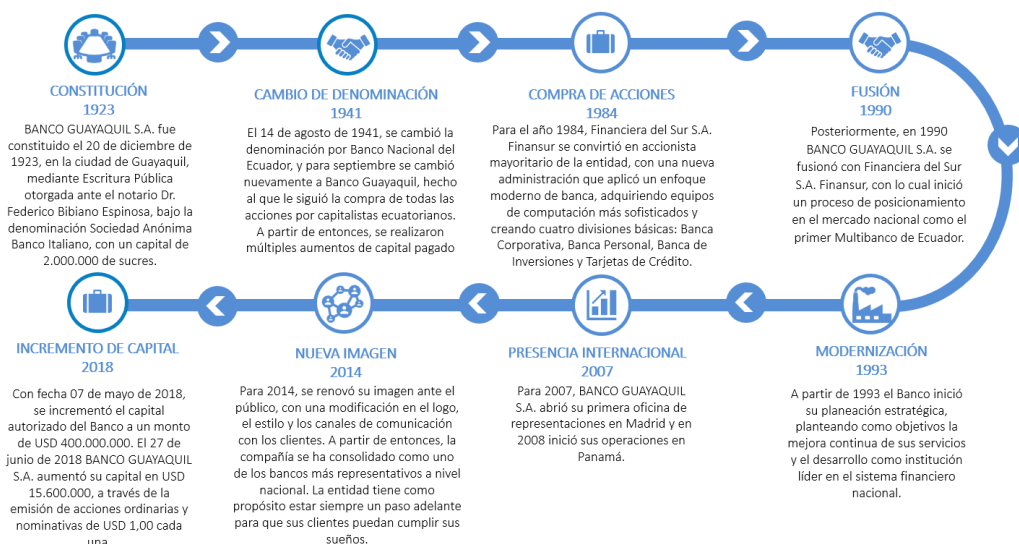 CONSTITUCIÓN
1923
BANCO GUAYAQUIL S.A. fue
constituido el 20 de diciembre de
1923, en la ciudad de Guayaquil,
mediante Escritura Pública
otorgada ante el notario Dr.
Federico Bibiano Espinosa, bajo la
denominación Sociedad Anónima
Banco Italiano, con un capital de
2.000.000 de sucres.
CAMBIO DE DENOMINACIÓN
1941
El 14 de agosto de 1941, se cambió la
denominación por Banco Nacional del
Ecuador, y para septiembre se cambió
nuevamente a Banco Guayaquil, hecho
al que le siguió la compra de todas las
acciones por capitalistas ecuatorianos.
A partir de entonces, se realizaron
múltiples aumentos de capital pagado
COMPRA DE ACCIONES
1984
Para el año 1984, Financiera del Sur S.A.
Finansur se convirtió en accionista
mayoritario de la entidad, con una nueva
administración que aplicó un enfoque
moderno de banca, adquiriendo equipos
de computación más sofisticados y
creando cuatro divisiones básicas: Banca
Corporativa, Banca Personal, Banca de
Inversiones y Tarjetas de Crédito.
FUSIÓN
1990
Posteriormente, en 1990
BANCO GUAYAQUIL S.A. se
fusionó con Financiera del Sur
S.A. Finansur, con lo cual inició
un proceso de posicionamiento
en el mercado nacional como el
primer Multibanco de Ecuador.
MODERNIZACIÓN
1993
A partir de 1993 el Banco inició
su planeación estratégica,
planteando como objetivos la
mejora continua de sus servicios
y el desarrollo como institución
líder en el sistema financiero
nacional.
PRESENCIA INTERNACIONAL
2007
Para 2007, BANCO GUAYAQUIL
S.A. abrió su primera oficina de
representaciones en Madrid y en
2008 inició sus operaciones en
Panamá.
NUEVA IMAGEN
2014
Para 2014, se renovó su imagen ante el
público, con una modificación en el logo,
el estilo y los canales de comunicación
con los clientes. A partir de entonces, la
compañía se ha consolidado como uno
de los bancos más representativos a nivel
nacional. La entidad tiene como
propósito estar siempre un paso adelante
para que sus clientes puedan cumplir sus
sueños.
INCREMENTO DE CAPITAL
2018
Con fecha 07 de mayo de 2018,
se incrementó el capital
autorizado del Banco a un monto
de USD 400.000.000. El 27 de
junio de 2018 BANCO GUAYAQUIL
S.A. aumentó su capital en USD
15.600.000, a través de la
emisión de acciones ordinarias y
nominativas de USD 1,00 cada
una